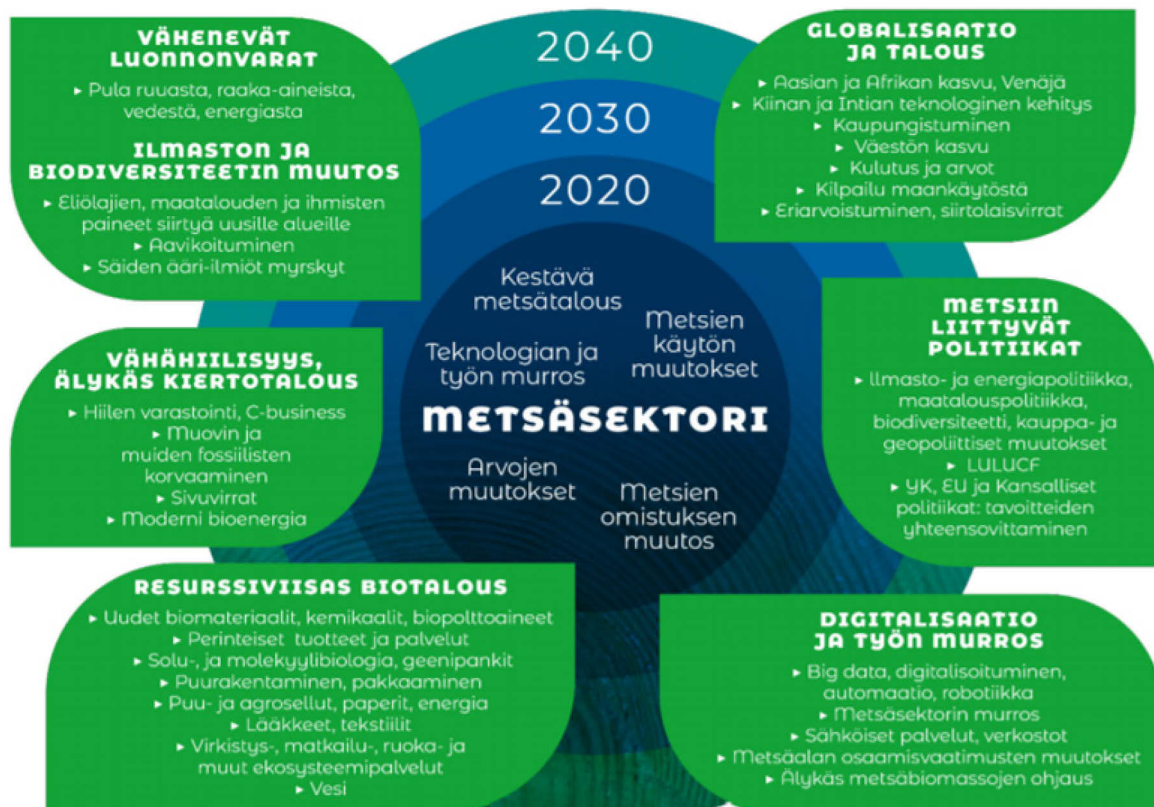 VÄHENEVÄT
LUONNONVARAT
▸ Pula ruuasta, raaka-aineista,
vedestä, energiasta
ILMASTON JA
BIODIVERSITEETIN MUUTOS
▸ Eliölajien, maatalouden ja ihmisten
paineet siirtyä uusille alueille
▸ Aavikoituminen
▸ Säiden ääri-ilmiöt myrskyt
2040
2030
2020
GLOBALISAATIO
JA TALOUS
▸ Aasian ja Afrikan kasvu, Venäjä
▸ Kiinan ja Intian teknologinen kehitys
▸ Kaupungistuminen
▸ Väestön kasvu
▸ Kulutus ja arvot
▸ Kilpailu maankäytöstä
▸ Eriarvoistuminen, siirtolaisvirrat
VÄHÄHIILISYYS,
ÄLYKÄS KIERTOTALOUS
▸ Hiilen varastointi, C-business
▸ Muovin ja
muiden fossiilisten
korvaaminen
▸ Sivuvirrat
▸ Moderni bioenergia
Kestävä
metsätalous
Metsien
käytön
muutokset
Teknologian ja
työn murros
METSÄSEKTORI
Arvojen
muutokset
Metsien
omistuksen
muutos
METSIIN
LIITTYVÄT
POLITIIKAT
▸ Ilmasto- ja energiapolitiikka,
maatalouspolitiikka,
biodiversiteetti, kauppa- ja
geopoliittiset muutokset
▸ LULUCF
▸ YK, EU ja Kansalliset
politiikat: tavoitteiden
yhteensovittaminen
RESURSSIVIISAS BIOTALOUS
▸ Uudet biomateriaalit, kemikaalit, biopolttoaineet
▸ Perinteiset tuotteet ja palvelut
▸ Solu-, ja molekyylibiologia, geenipankit
▸ Puurakentaminen, pakkaaminen
▸ Puu- ja agrosellut, paperit, energia
▸ Lääkkeet, tekstiilit
▸ Virkistys-, matkailu-, ruoka- ja
muut ekosysteemipalvelut
▸ Vesi
DIGITALISAATIO
JA TYÖN MURROS
▸ Big data, digitalisoituminen,
automaatio, robotiikka
▸ Metsäsektorin murros
▸ Sähköiset palvelut, verkostot
▸ Metsäalan osaamisvaatimusten muutokset
▸ Älykäs metsäbiomassojen ohjaus